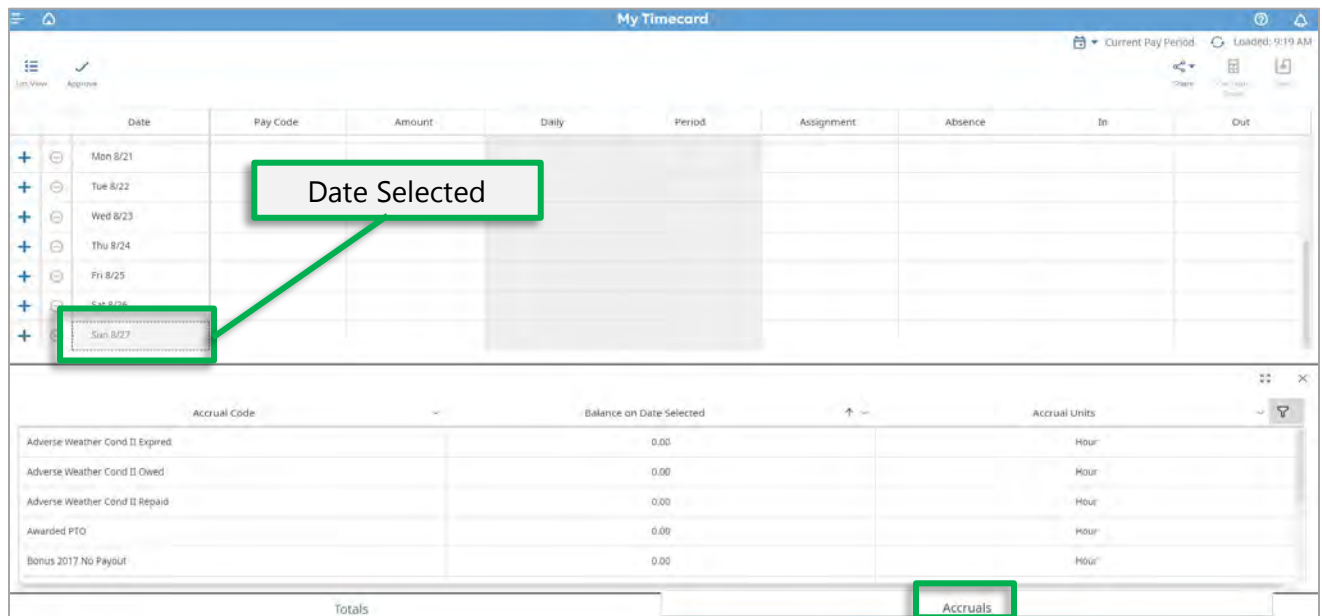 My Timecard
Current Pay Period Loaded: 9:19 AM
List View Approve Share
Date Pay Code Amount Daily Period Assignment Absence In Out
Mon 8/21
Tue 8/22
Wed 8/23
Thu 8/24
Fri 8/25
Sat 8/26
Sun 8/27
Date Selected
Accrual Code Balance on Date Selected Accrual Units
Adverse Weather Cond II Expired 0.00 Hour
Adverse Weather Cond II Owed 0.00 Hour
Adverse Weather Cond II Repaid 0.00 Hour
Awarded PTO 0.00 Hour
Bonus 2017 No Payout 0.00 Hour
Totals Accruals